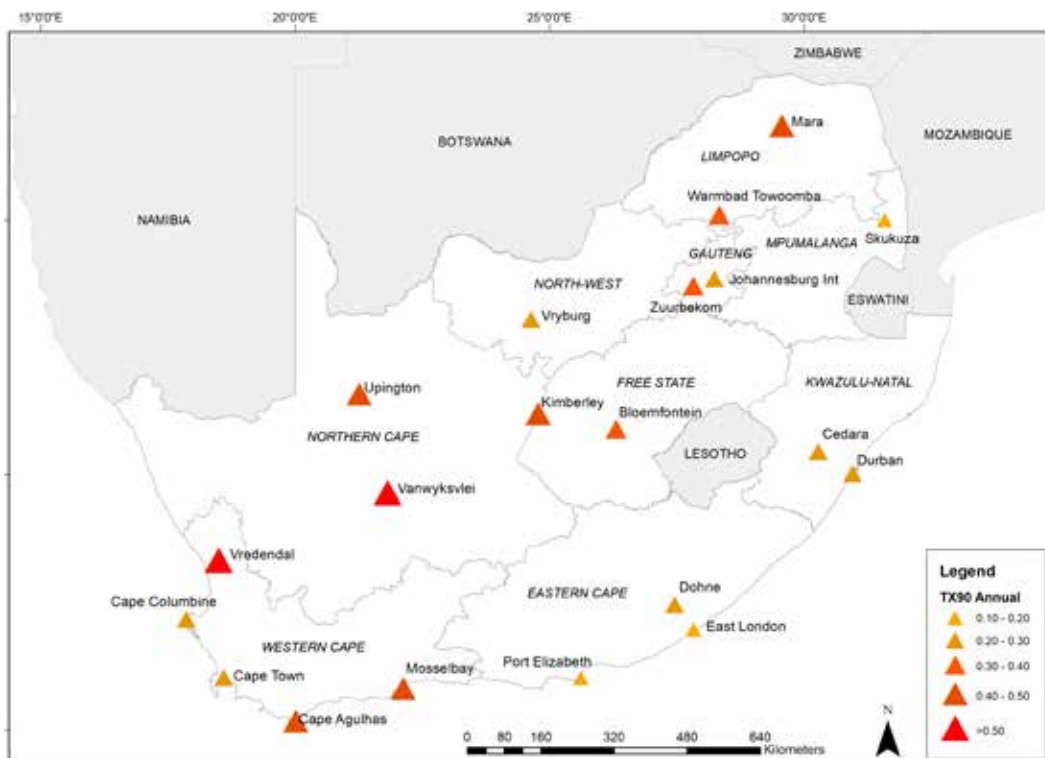 15°0'0"E 20°0'0"E 25°0'0"E 30°0'0"E
ZIMBABWE
Mara
MOZAMBIQUE
BOTSWANA
LIMPOPO
Warmbad Towoomba
NAMIBIA
Skukuza
MPUMALANGA
GAUTENG
Johannesburg Int
NORTH-WEST
ESWATINI
Zuurbekom
Vryburg
Upington
FREE STATE
KWAZULU-NATAL
Kimberley
Bloemfontein
NORTHERN CAPE
Cedara
LESOTHO
Durban
Vanwyksvlei
Vredendal
EASTERN CAPE
Dohne
Cape Columbine
East London
WESTERN CAPE
Port Elizabeth
Mosselbay
Cape Town
Cape Agulhas
Legend
TX90 Annual
0.10 - 0.20
0.20 - 0.30
0.30 - 0.40
0.40 - 0.50
>0.50
N
0 80 160 320 480 640
Kilometers